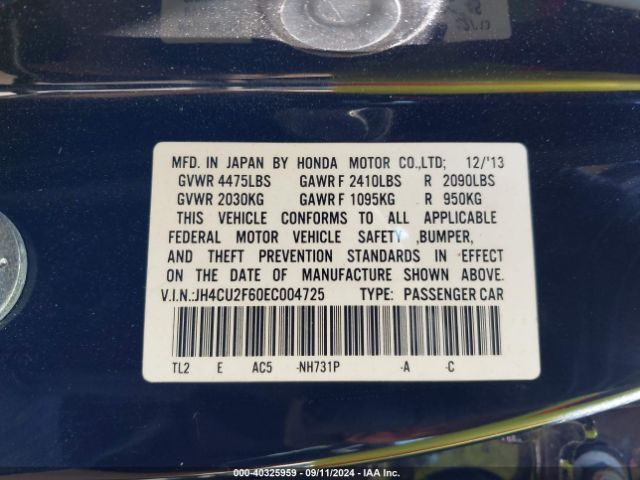 MFD. IN JAPAN BY HONDA MOTOR CO.,LTD; 12/'13
GVWR 4475LBS GAWR F 2410LBS R 2090LBS
GVWR 2030KG GAWR F 1095KG R 950KG
THIS VEHICLE CONFORMS TO ALL APPLICABLE
FEDERAL MOTOR VEHICLE SAFETY ,BUMPER,
AND THEFT PREVENTION STANDARDS IN EFFECT
ON THE DATE OF MANUFACTURE SHOWN ABOVE.
V.I.N.:JH4CU2F60EC004725 TYPE: PASSENGER CAR
TL2 E AC5 -NH731P -A -C
000-40325959 - 09/11/2024 - IAA Inc.